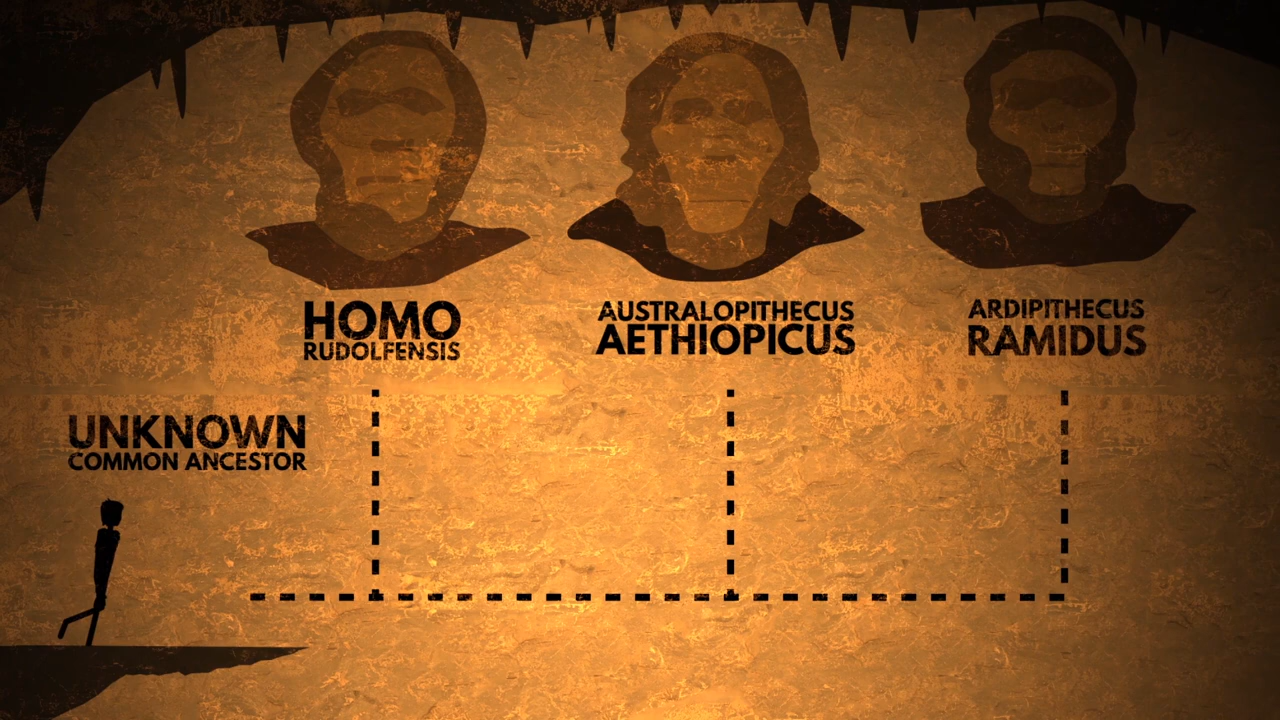 HOMO
RUDOLFENSIS
AUSTRALOPITHECUS
AETHIOPICUS
ARDIPITHECUS
RAMIDUS
UNKNOWN
COMMON ANCESTOR